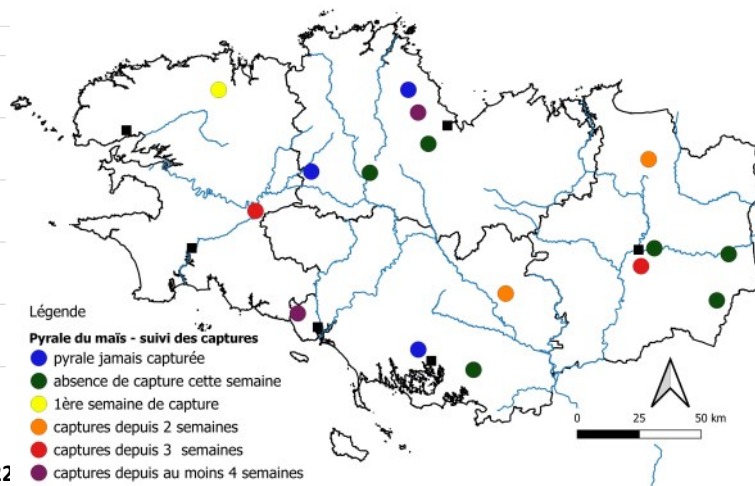 Légende
Pyrale du maïs - suivi des captures
pyrale jamais capturée
absence de capture cette semaine
1ère semaine de capture
captures depuis 2 semaines
captures depuis 3 semaines
captures depuis au moins 4 semaines
0 25 50 km
22